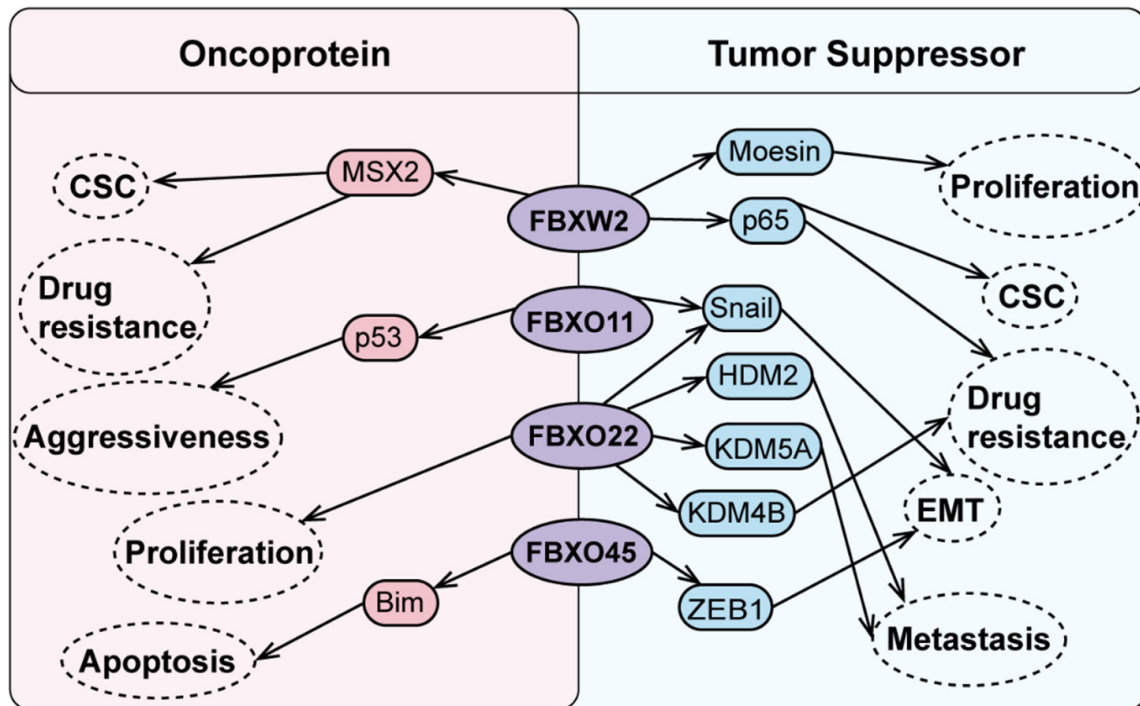 Oncoprotein
Tumor Suppressor
CSC
MSX2
Drug
resistance
p53
Aggressiveness
Proliferation
Bim
Apoptosis
FBXW2
FBXO11
FBXO22
FBXO45
Moesin
p65
Snail
HDM2
KDM5A
KDM4B
ZEB1
Proliferation
CSC
Drug
resistance
EMT
Metastasis